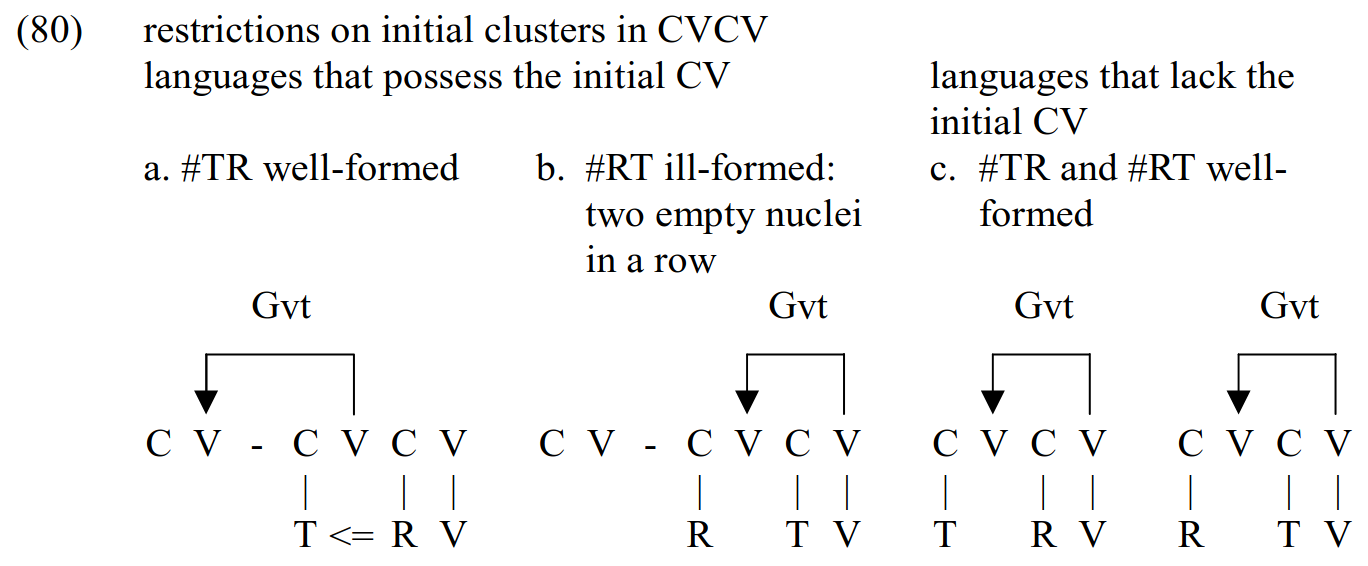 (80) restrictions on initial clusters in CVCV
languages that possess the initial CV
languages that lack the
initial CV
a. #TR well-formed
b. #RT ill-formed:
two empty nuclei
in a row
c. #TR and #RT well-
formed
Gvt Gvt Gvt Gvt
C V - C V C V C V - C V C V C V C V C V C V
| | | | | | | | | | | |
T <= R V R T V T R V R T V